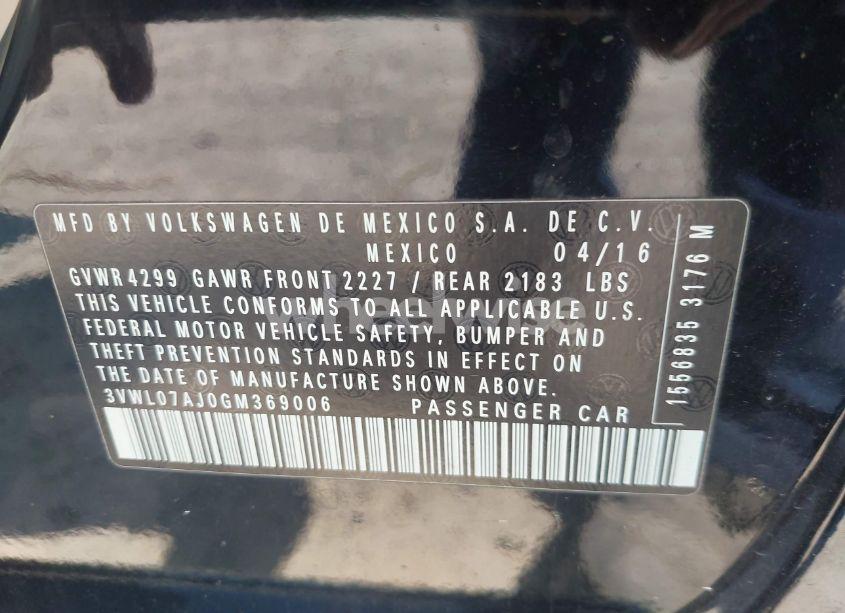 MFD BY VOLKSWAGEN DE MEXICO S.A. DE C.V.
MEXICO 04/16
GVWR 4299 GAWR FRONT 2227 / REAR 2183 LBS
THIS VEHICLE CONFORMS TO ALL APPLICABLE U.S.
FEDERAL MOTOR VEHICLE SAFETY, BUMPER AND
THEFT PREVENTION STANDARDS IN EFFECT ON
THE DATE OF MANUFACTURE SHOWN ABOVE.
3VWL07AJ0GM369006 PASSENGER CAR
1556835 3176 M